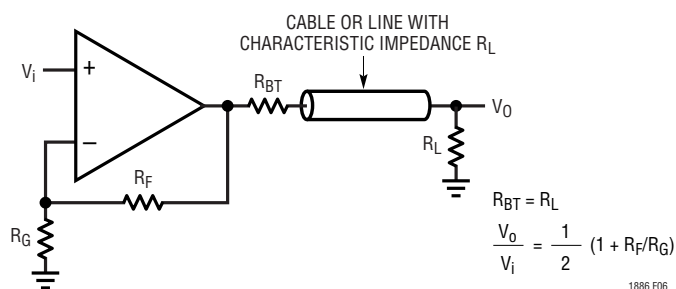 CABLE OR LINE WITH
CHARACTERISTIC IMPEDANCE RL
Vi
+
–
RBT
VO
RL
RF
RG
RBT = RL
Vo/Vi = 1/2 (1 + RF/RG)
1886 F06